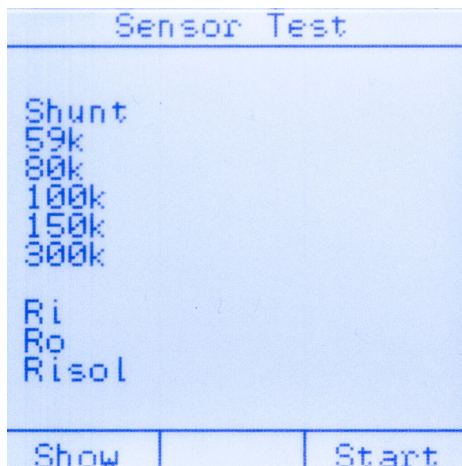 Sensor Test
Shunt
59k
80k
100k
150k
300k
Ri
Ro
Risol
Show
Start